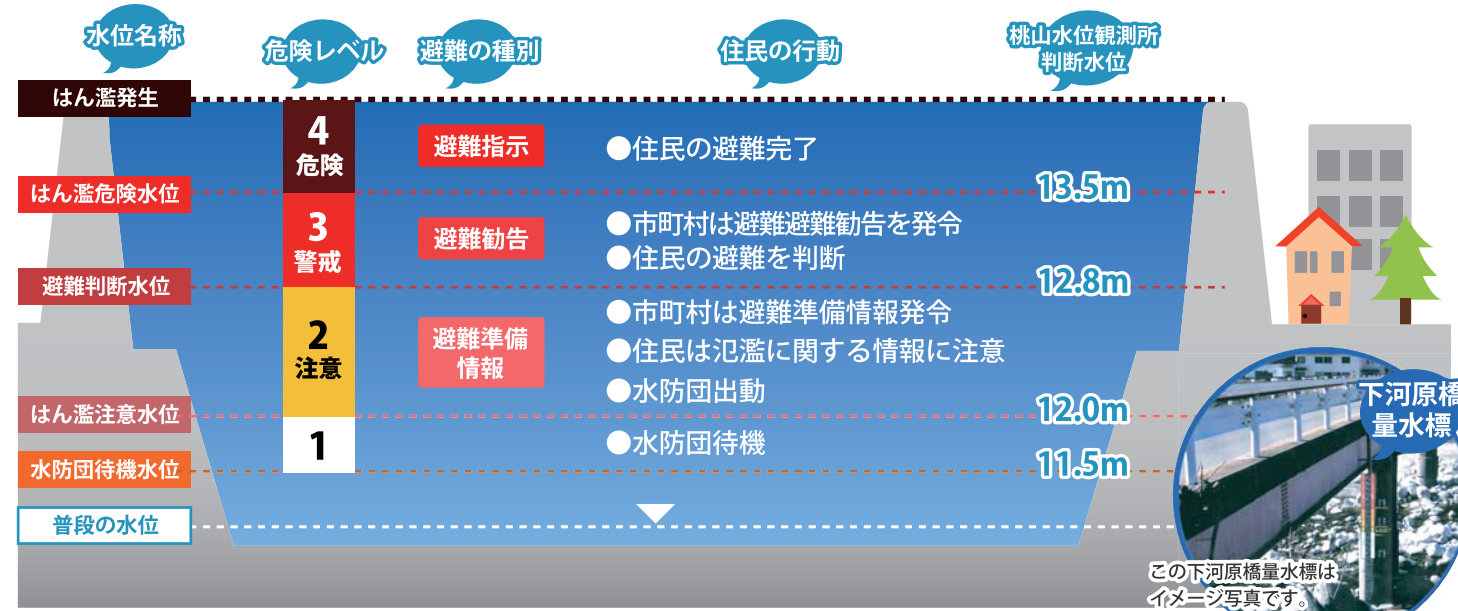 水位名称
危険レベル
避難の種別
住民の行動
桃山水位観測所
判断水位
はん濫発生
4
危険
避難指示
●住民の避難完了
はん濫危険水位
13.5m
3
警戒
避難勧告
●市町村は避難避難勧告を発令
●住民の避難を判断
避難判断水位
12.8m
2
注意
避難準備
情報
●市町村は避難準備情報発令
●住民は氾濫に関する情報に注意
●水防団出動
はん濫注意水位
12.0m
1
●水防団待機
水防団待機水位
11.5m
普段の水位
下河原橋
量水標
この下河原橋量水標は
イメージ写真です。